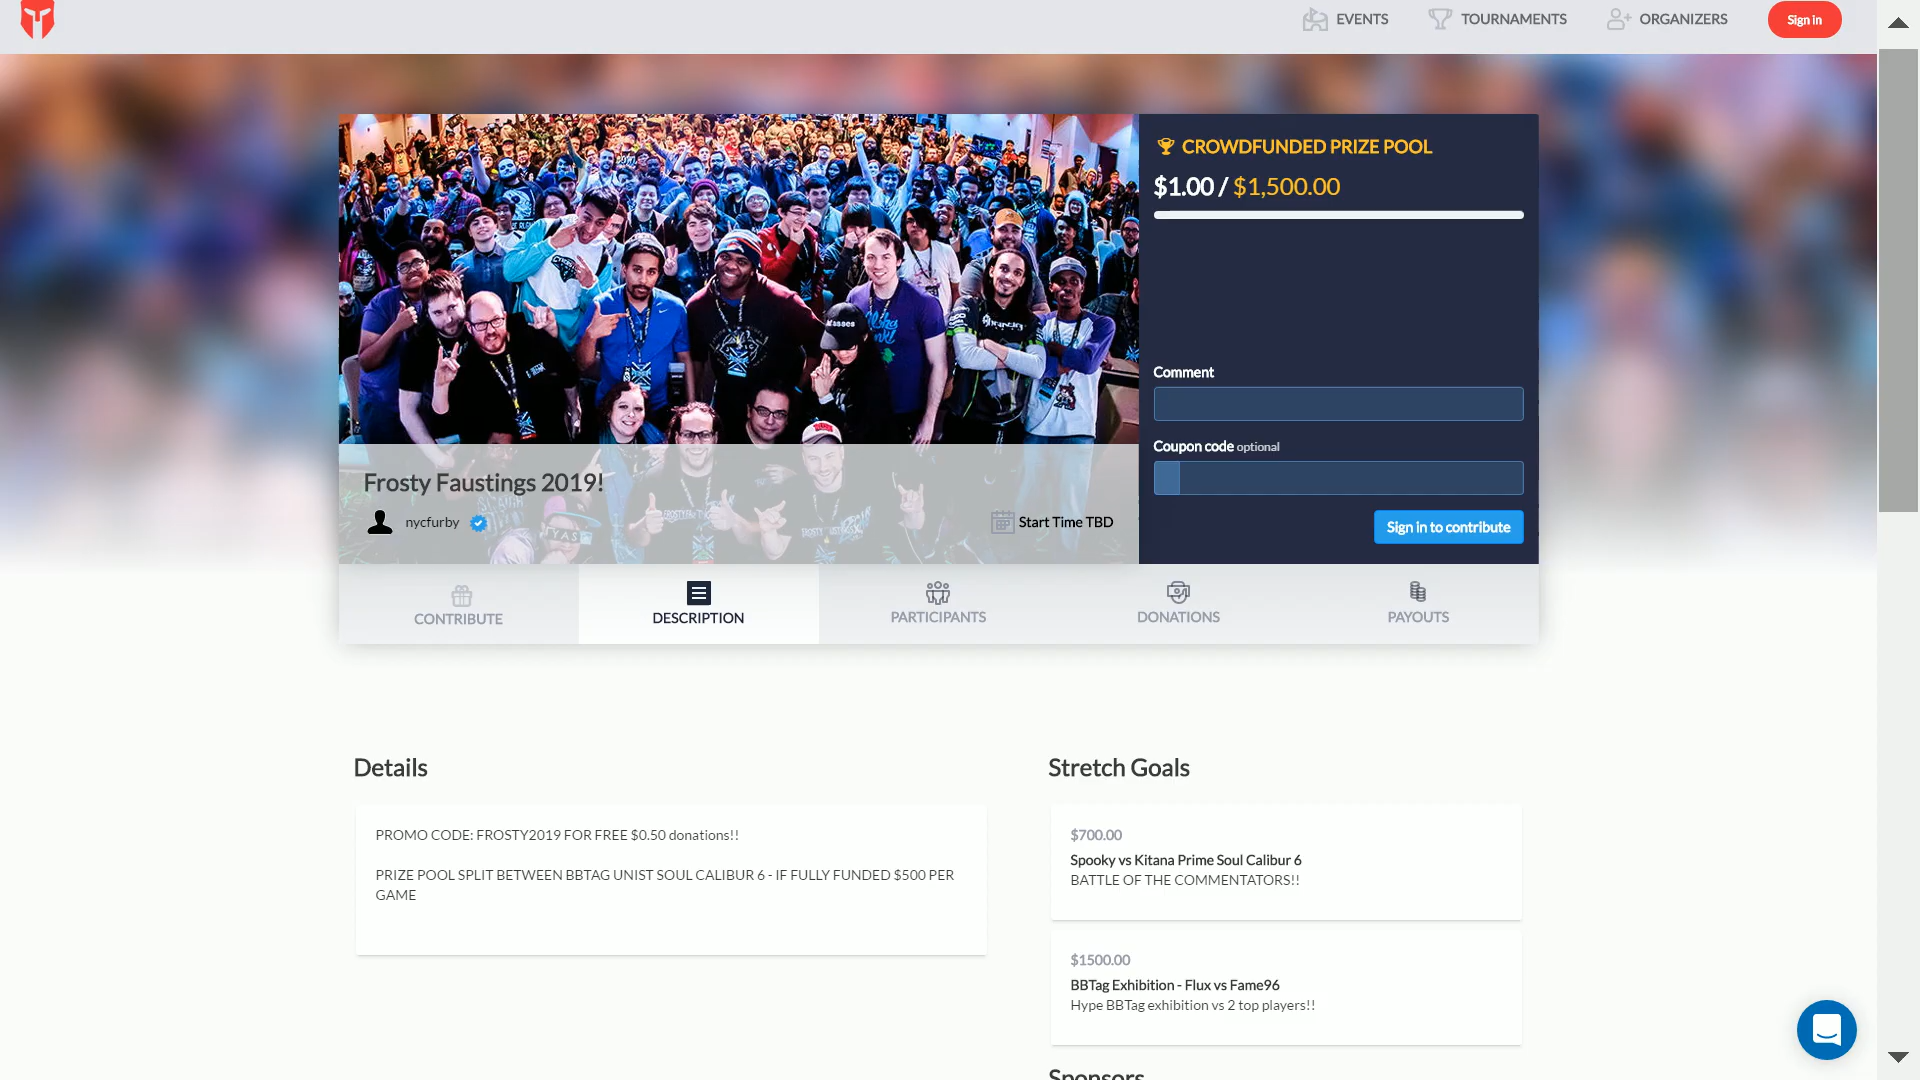 EVENTS
TOURNAMENTS
ORGANIZERS
Sign in
CROWDFUNDED PRIZE POOL
$1.00 / $1,500.00
Comment
Coupon code optional
Sign in to contribute
Frosty Faustings 2019!
nycfurby
Start Time TBD
CONTRIBUTE
DESCRIPTION
PARTICIPANTS
DONATIONS
PAYOUTS
Details
PROMO CODE: FROSTY2019 FOR FREE $0.50 donations!!
PRIZE POOL SPLIT BETWEEN BBTAG UNIST SOUL CALIBUR 6 - IF FULLY FUNDED $500 PER
GAME
Stretch Goals
$700.00
Spooky vs Kitana Prime Soul Calibur 6
BATTLE OF THE COMMENTATORS!!
$1500.00
BBTag Exhibition - Flux vs Fame96
Hype BBTag exhibition vs 2 top players!!
Sponsors